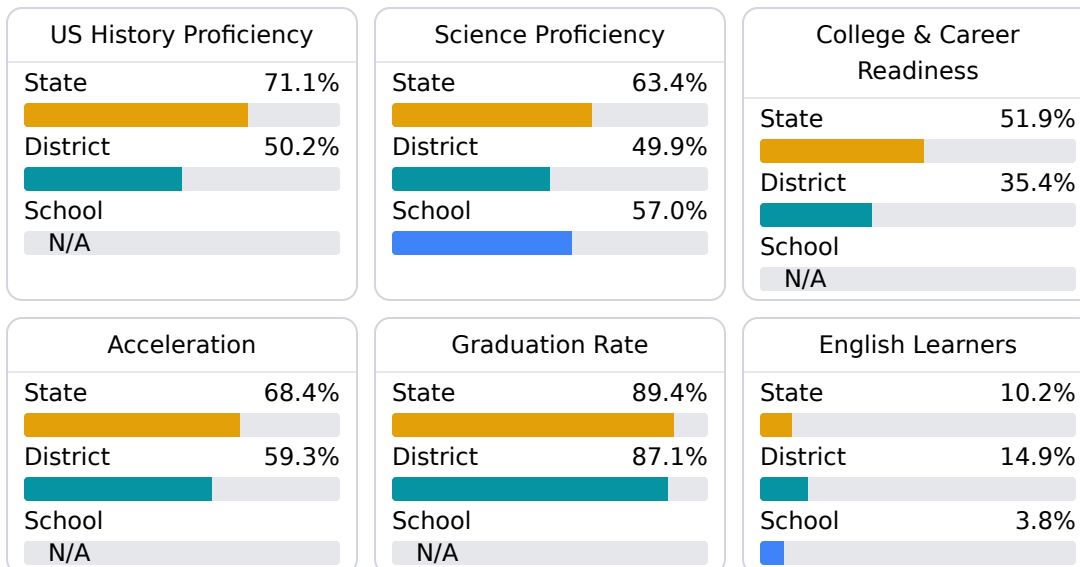 US History Proficiency
State 71.1%
District 50.2%
School
N/A
Science Proficiency
State 63.4%
District 49.9%
School 57.0%
College & Career
Readiness
State 51.9%
District 35.4%
School
N/A
Acceleration
State 68.4%
District 59.3%
School
N/A
Graduation Rate
State 89.4%
District 87.1%
School
N/A
English Learners
State 10.2%
District 14.9%
School 3.8%